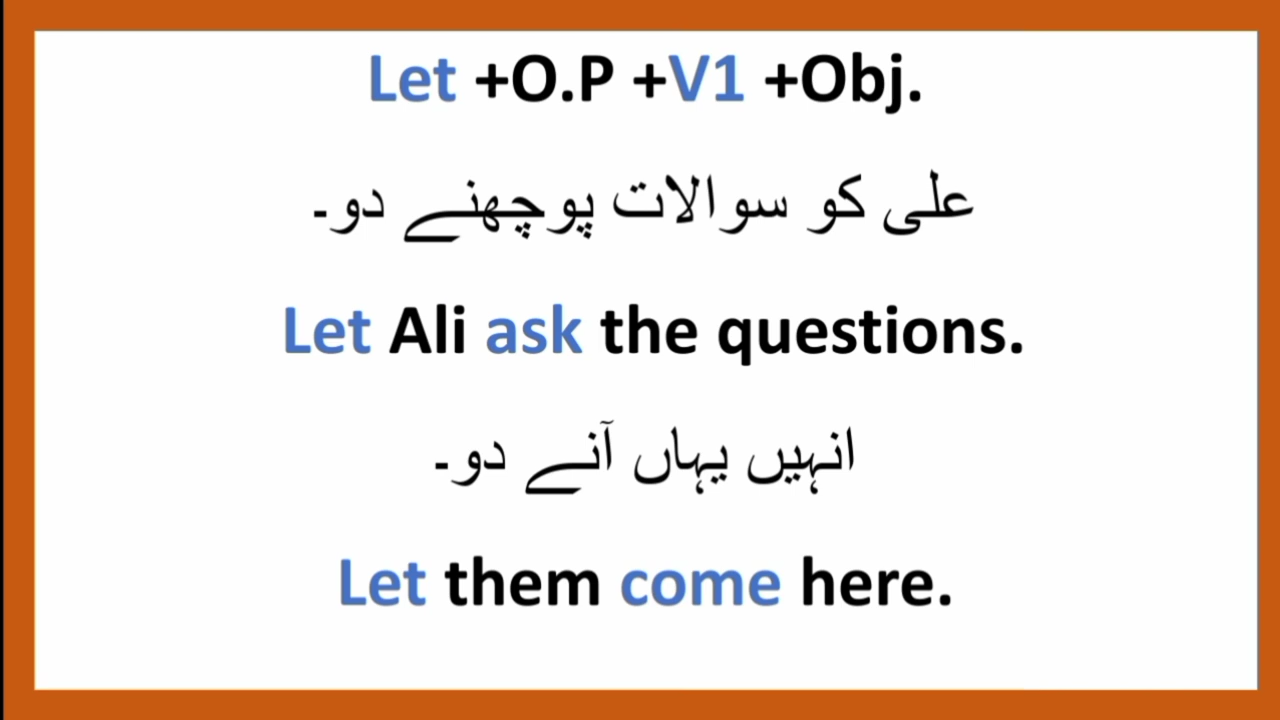 Let +O.P +V1 +Obj.
علی کو سوالات پوچھنے دو۔
Let Ali ask the questions.
انہیں یہاں آنے دو۔
Let them come here.